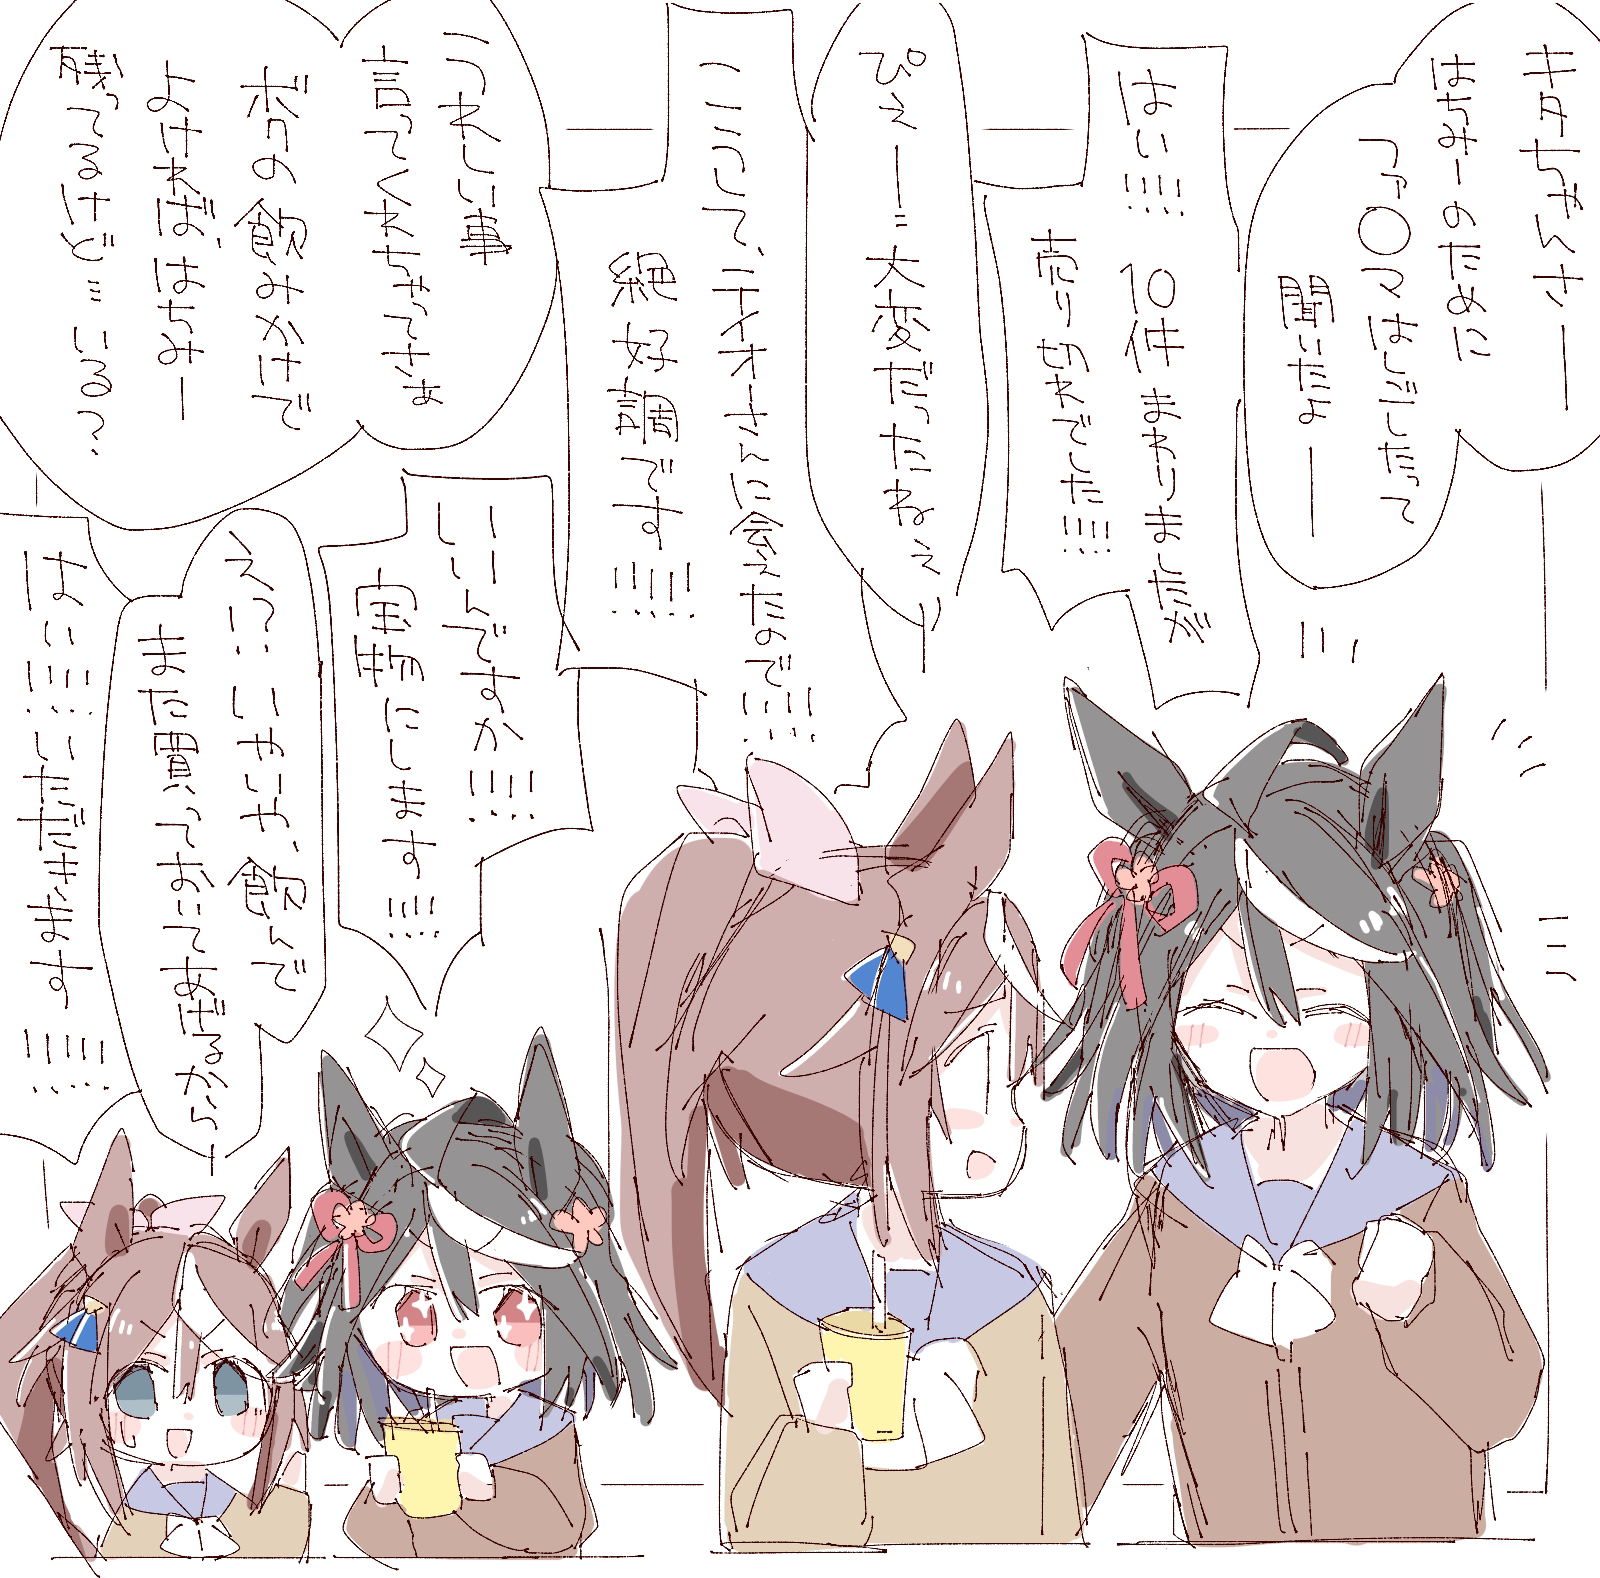 キタちゃんさー
はちみーのために
ファ○マはしごしたって
聞いたよー
はい!!!! 10件まわりましたが
売り切れでした!!!!
ぴぇー!! 大変だったねぇ
こうして、テイオーさんに会えたので!!!!
絶好調です!!!!!
うれしい事
言ってくれちゃってさぁ
ボクの飲みかけで
よければ、はちみー
残ってるけど… いる?
いいんですか!!!!
宝物にします!!!!
え!? いやいや、飲んで
また買っておいてあげるからー
はい!!!! いただきます!!!!!